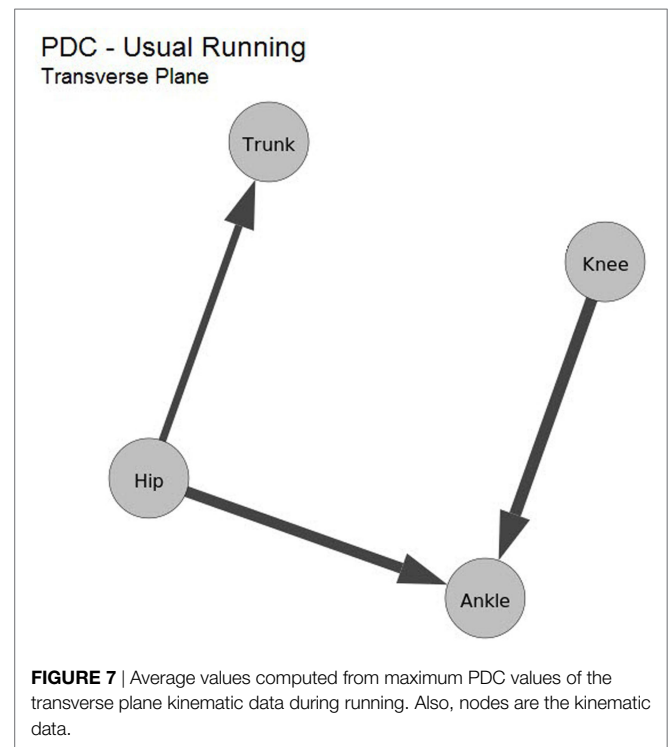 PDC - Usual Running
Transverse Plane
Trunk
Knee
Hip
Ankle
FIGURE 7 | Average values computed from maximum PDC values of the
transverse plane kinematic data during running. Also, nodes are the kinematic
data.